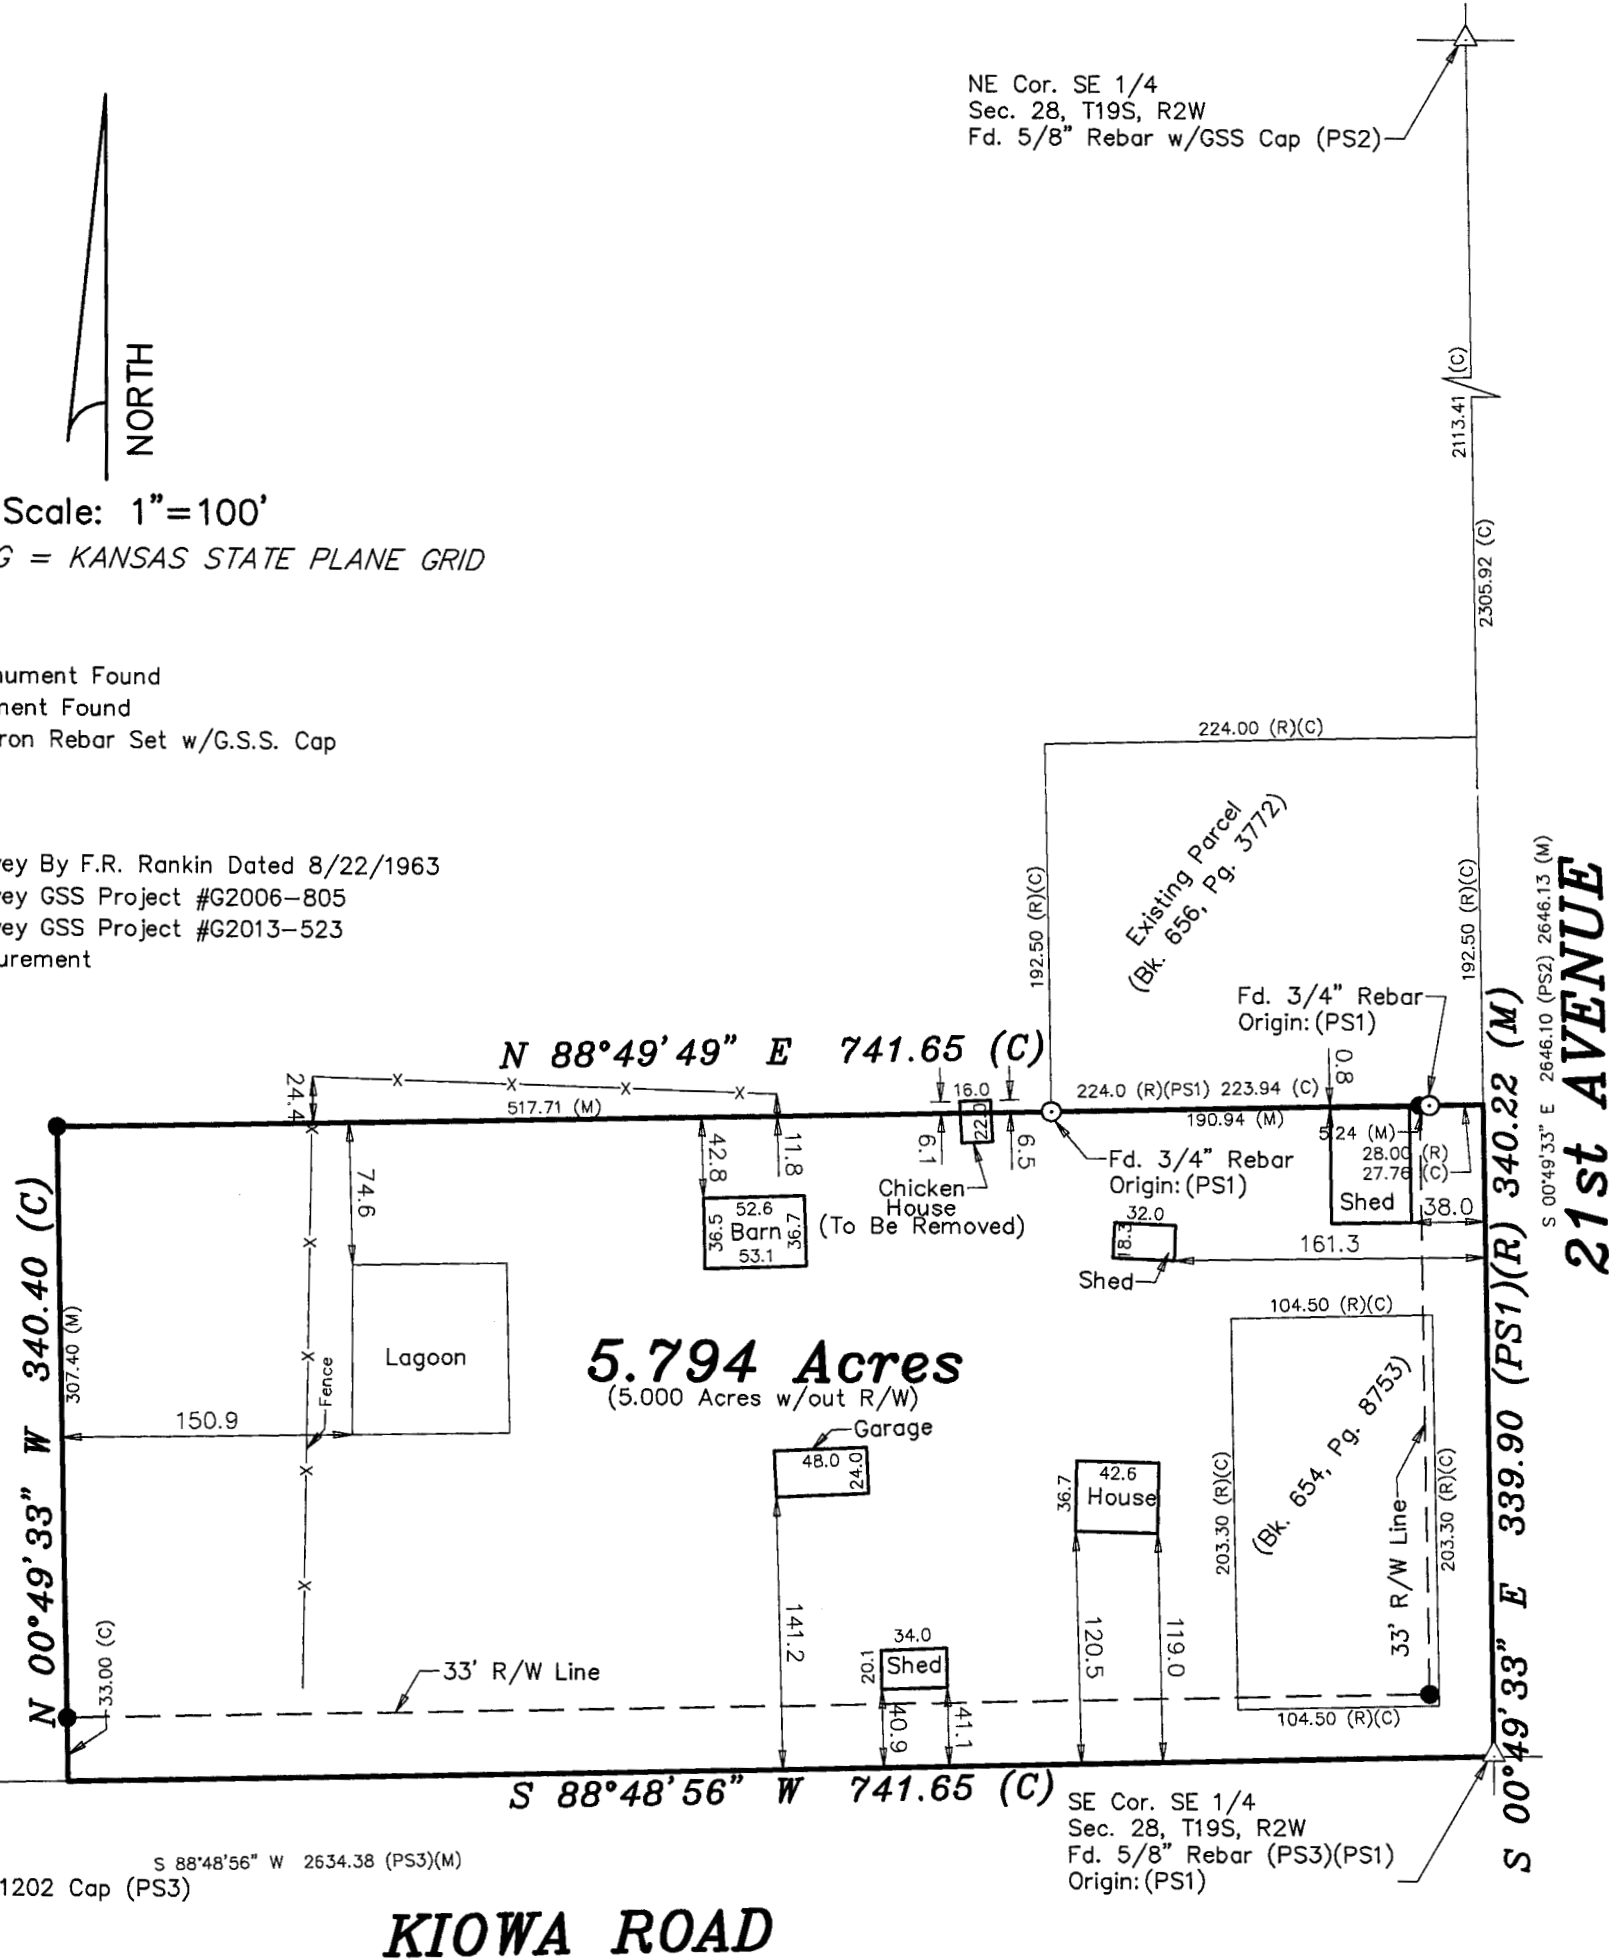 NE Cor. SE 1/4
Sec. 28, T19S, R2W
Fd. 5/8" Rebar w/GSS Cap (PS2)
NORTH
Scale: 1"=100'
G = KANSAS STATE PLANE GRID
2113.41 (C)
2305.92 (C)
nument Found
ment Found
ron Rebar Set w/G.S.S. Cap
224.00 (R)(C)
vey By F.R. Rankin Dated 8/22/1963
vey GSS Project #G2006-805
vey GSS Project #G2013-523
urement
192.50 (R)(C)
Existing Parcel
(Bk. 656, Pg. 3772)
192.50 (R)(C)
S 00°49'33" E 2646.10 (PS2) 2646.13 (M)
21st AVENUE
Fd. 3/4" Rebar
Origin: (PS1)
N 88°49'49" E 741.65 (C)
24.4
517.71 (M)
16.0
22.0
224.0 (R)(PS1) 223.94 (C)
190.94 (M)
0.8
5.24 (M)
28.00 (R)
27.76 (C)
Shed
38.0
42.8
11.8
6.1
6.5
Fd. 3/4" Rebar
Origin: (PS1)
Chicken
House
(To Be Removed)
74.6
52.6
36.5
Barn
36.7
53.1
32.0
18.3
Shed
161.3
N 00°49'33" W 340.40 (C)
307.40 (M)
Lagoon
Fence
150.9
5.794 Acres
(5.000 Acres w/out R/W)
Garage
48.0
24.0
42.6
36.7
House
104.50 (R)(C)
203.30 (R)(C)
(Bk. 654, Pg. 8753)
33' R/W Line
203.30 (R)(C)
104.50 (R)(C)
S 00°49'33" E 339.90 (PS1)(R) 340.22 (M)
141.2
34.0
20.1
Shed
40.9
41.1
120.5
119.0
33.00 (C)
33' R/W Line
S 88°48'56" W 741.65 (C)
SE Cor. SE 1/4
Sec. 28, T19S, R2W
Fd. 5/8" Rebar (PS3)(PS1)
Origin: (PS1)
S 88°48'56" W 2634.38 (PS3)(M)
1202 Cap (PS3)
KIOWA ROAD